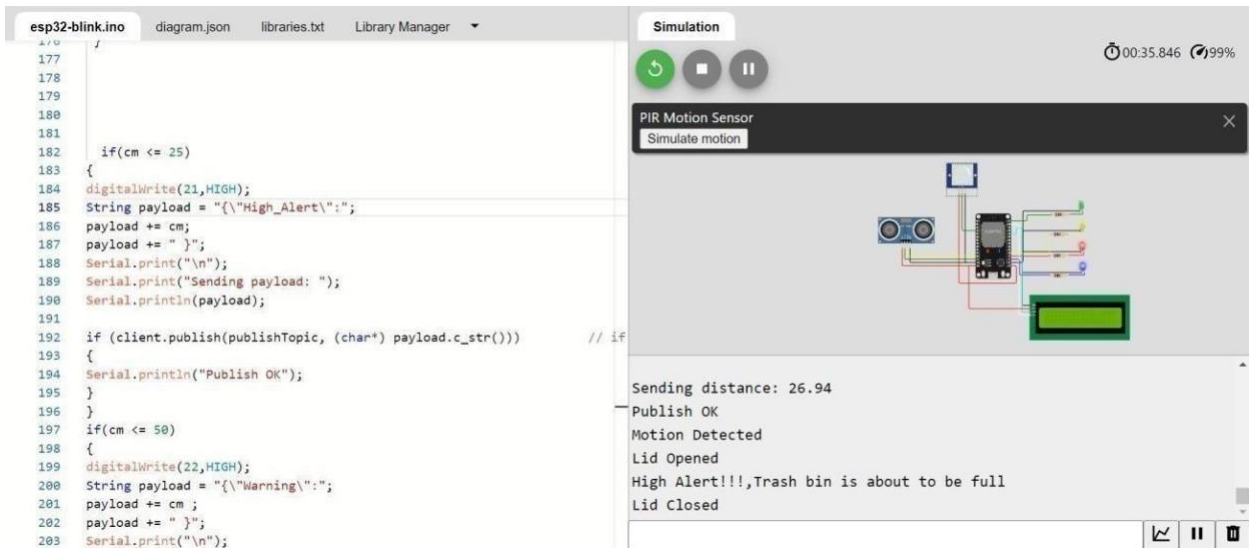 esp32-blink.ino diagram.json libraries.txt Library Manager
176 }
177
178
179
180
181
182 if(cm <= 25)
183 {
184 digitalWrite(21,HIGH);
185 String payload = "{\"High_Alert\":";
186 payload += cm;
187 payload += " }";
188 Serial.print("\n");
189 Serial.print("Sending payload: ");
190 Serial.println(payload);
191
192 if (client.publish(publishTopic, (char*) payload.c_str())) // if
193 {
194 Serial.println("Publish OK");
195 }
196 }
197 if(cm <= 50)
198 {
199 digitalWrite(22,HIGH);
200 String payload = "{\"Warning\":";
201 payload += cm ;
202 payload += " }";
203 Serial.print("\n");
Simulation
00:35.846 99%
PIR Motion Sensor
Simulate motion
Sending distance: 26.94
Publish OK
Motion Detected
Lid Opened
High Alert!!!,Trash bin is about to be full
Lid Closed